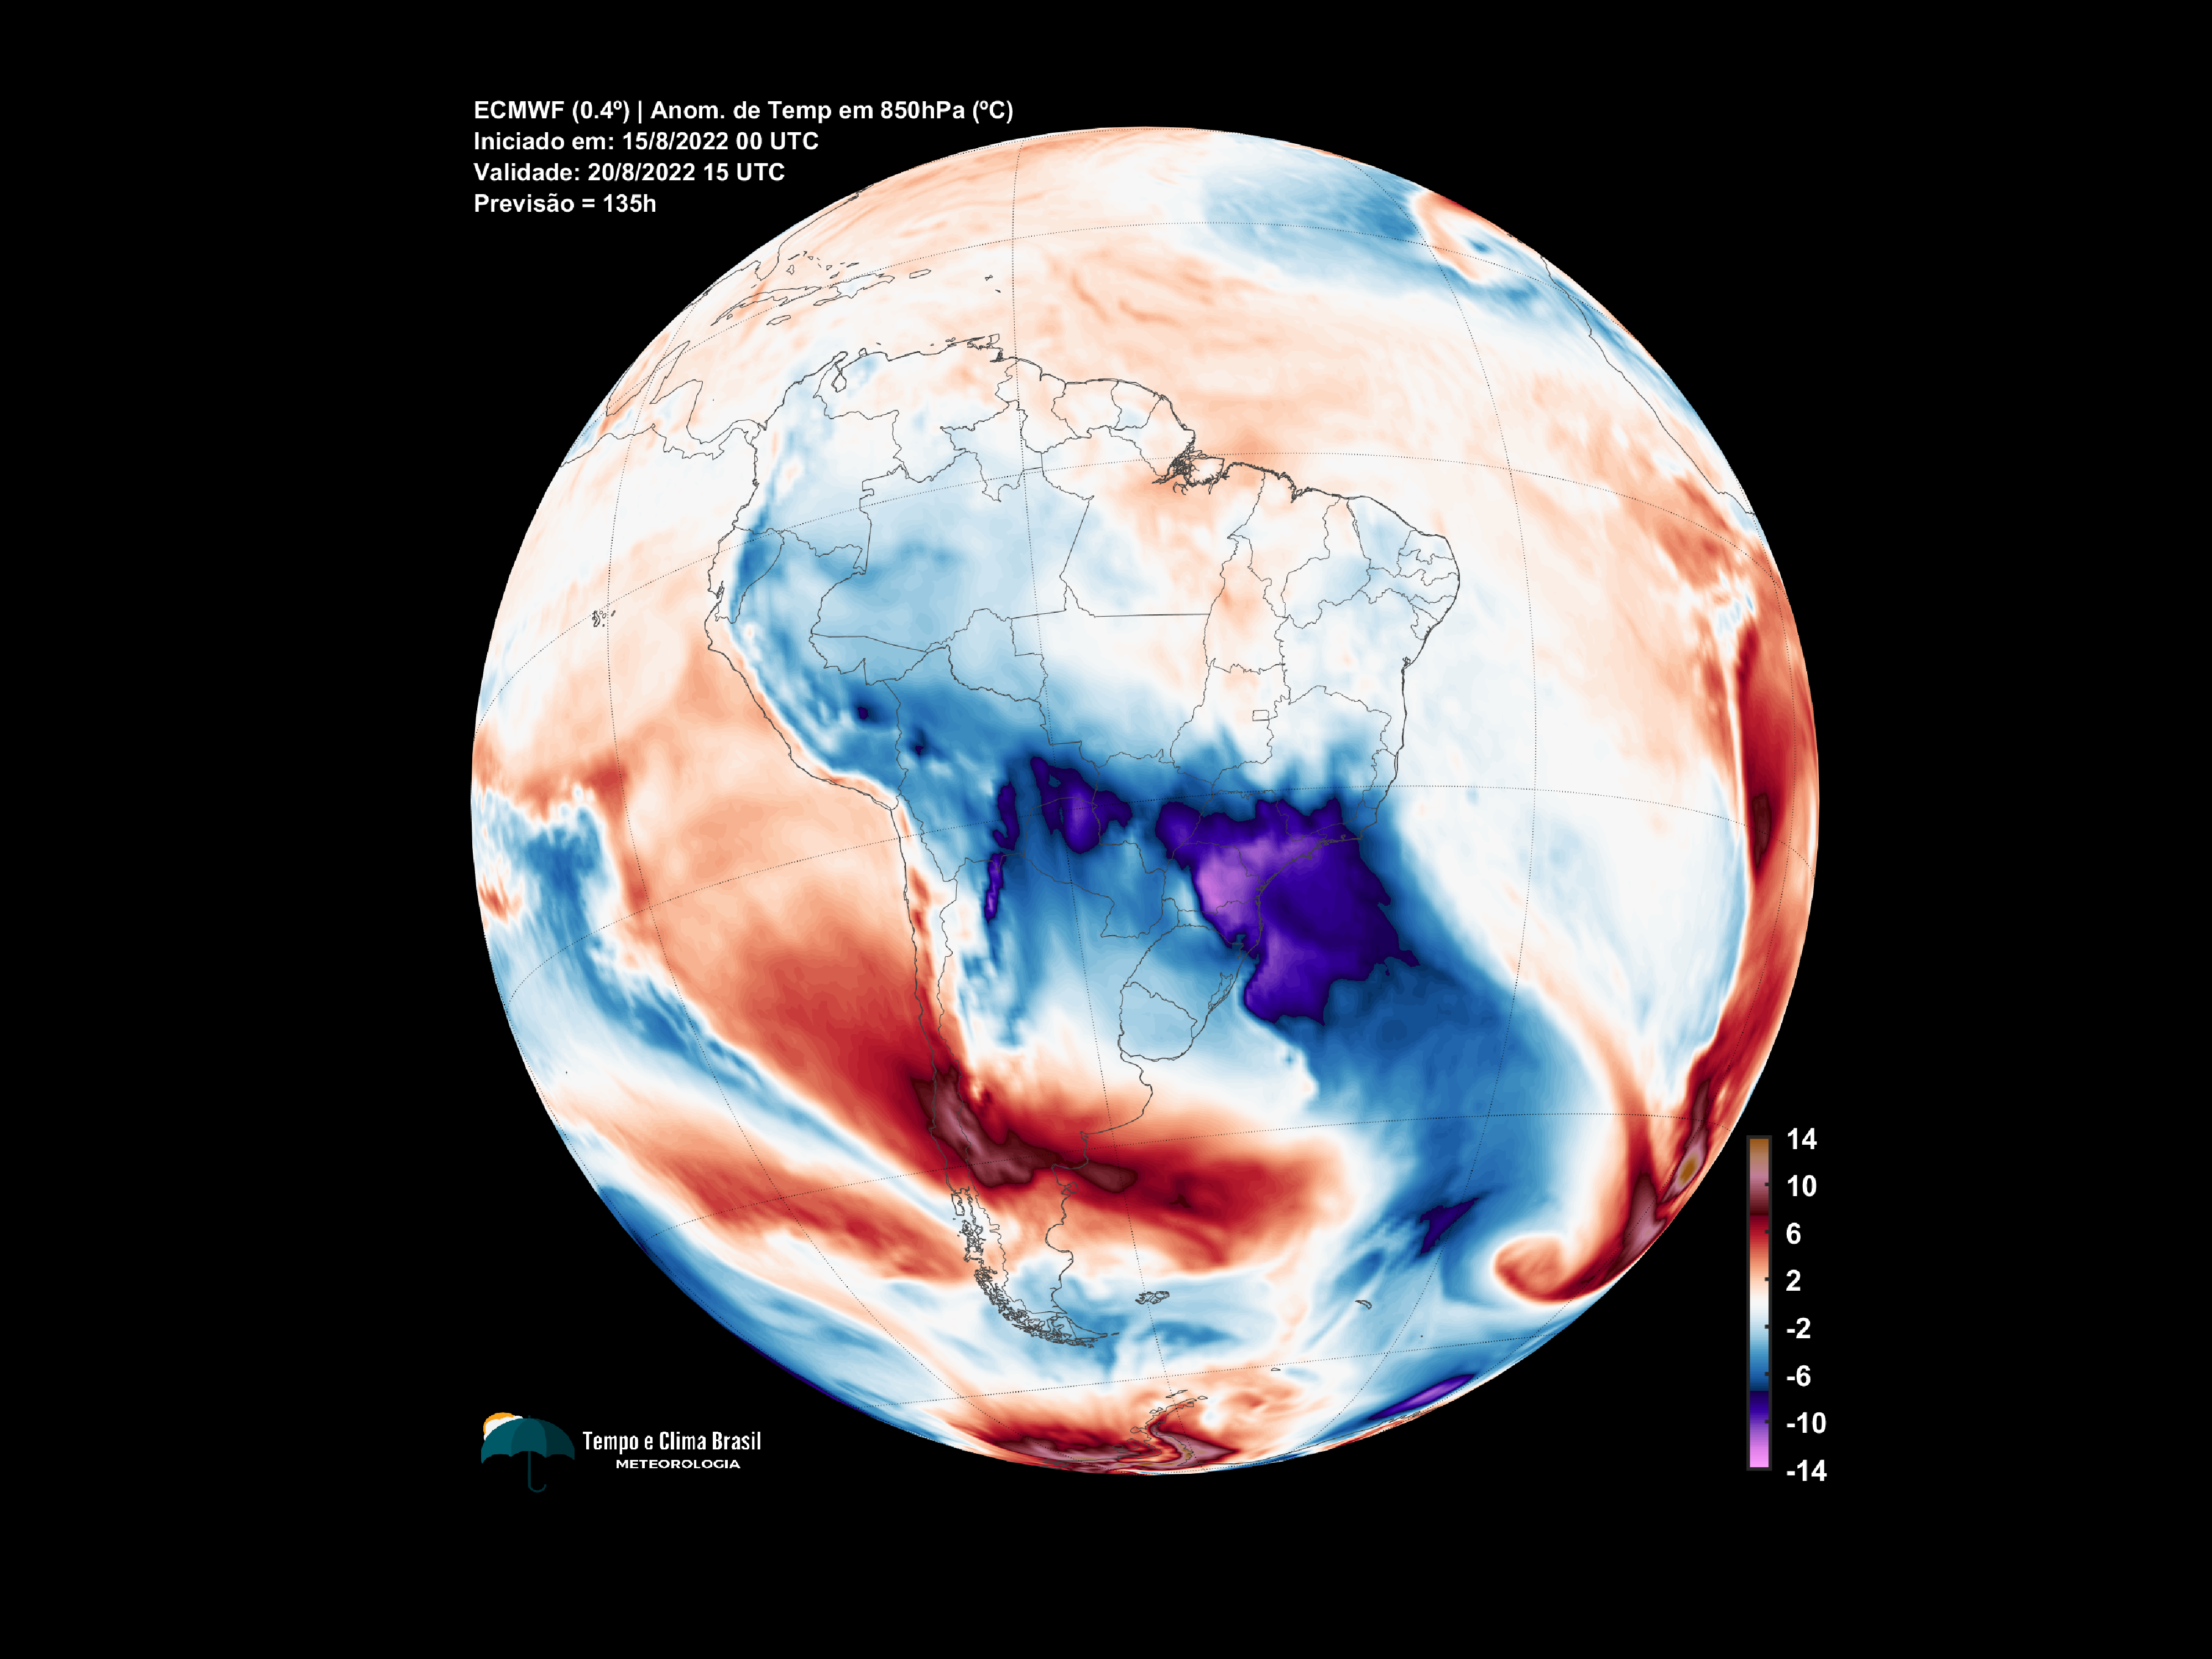 ECMWF (0.4º) | Anom. de Temp em 850hPa (ºC)
Iniciado em: 15/8/2022 00 UTC
Validade: 20/8/2022 15 UTC
Previsão = 135h
14
10
6
2
-2
-6
-10
-14
Tempo e Clima Brasil
METEOROLOGIA